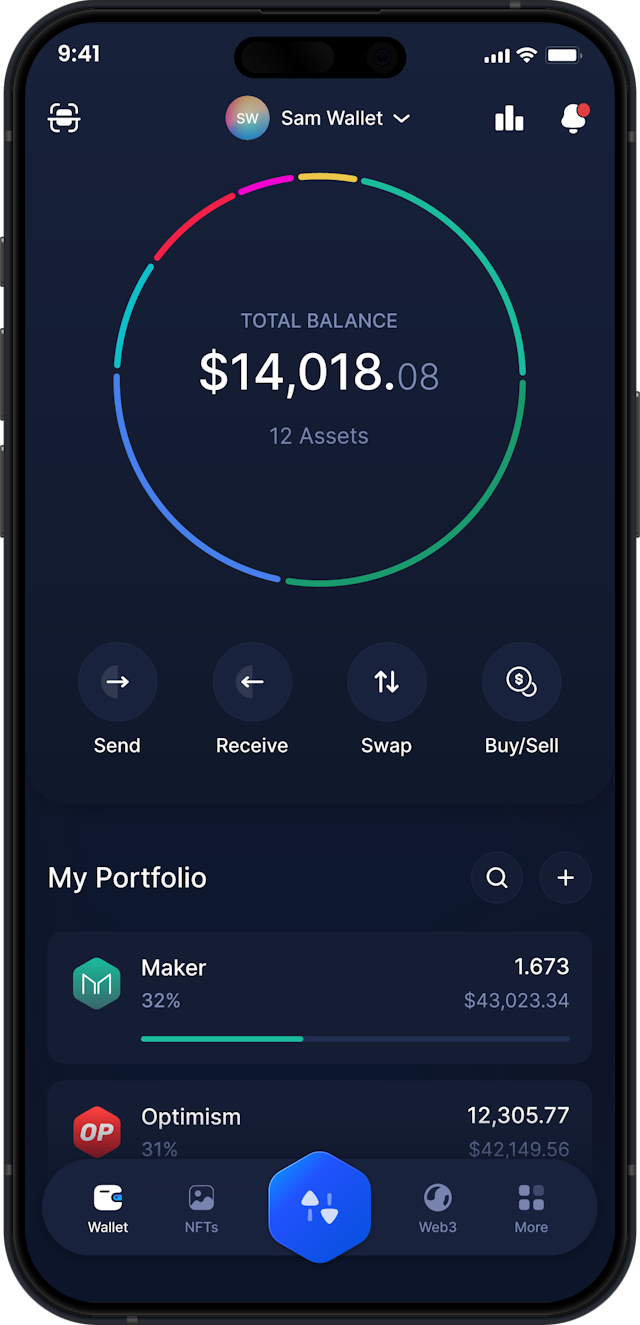 9:41
SW Sam Wallet
TOTAL BALANCE
$14,018.08
12 Assets
Send Receive Swap Buy/Sell
My Portfolio
Maker 1.673
32% $43,023.34
OP Optimism 12,305.77
31% $42,149.56
Wallet NFTs Web3 More